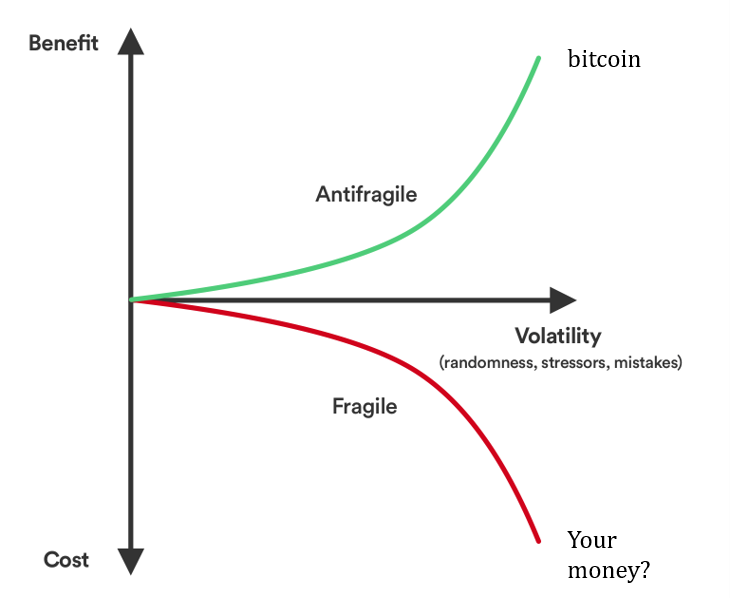 Benefit
bitcoin
Antifragile
Volatility
(randomness, stressors, mistakes)
Fragile
Your
money?
Cost